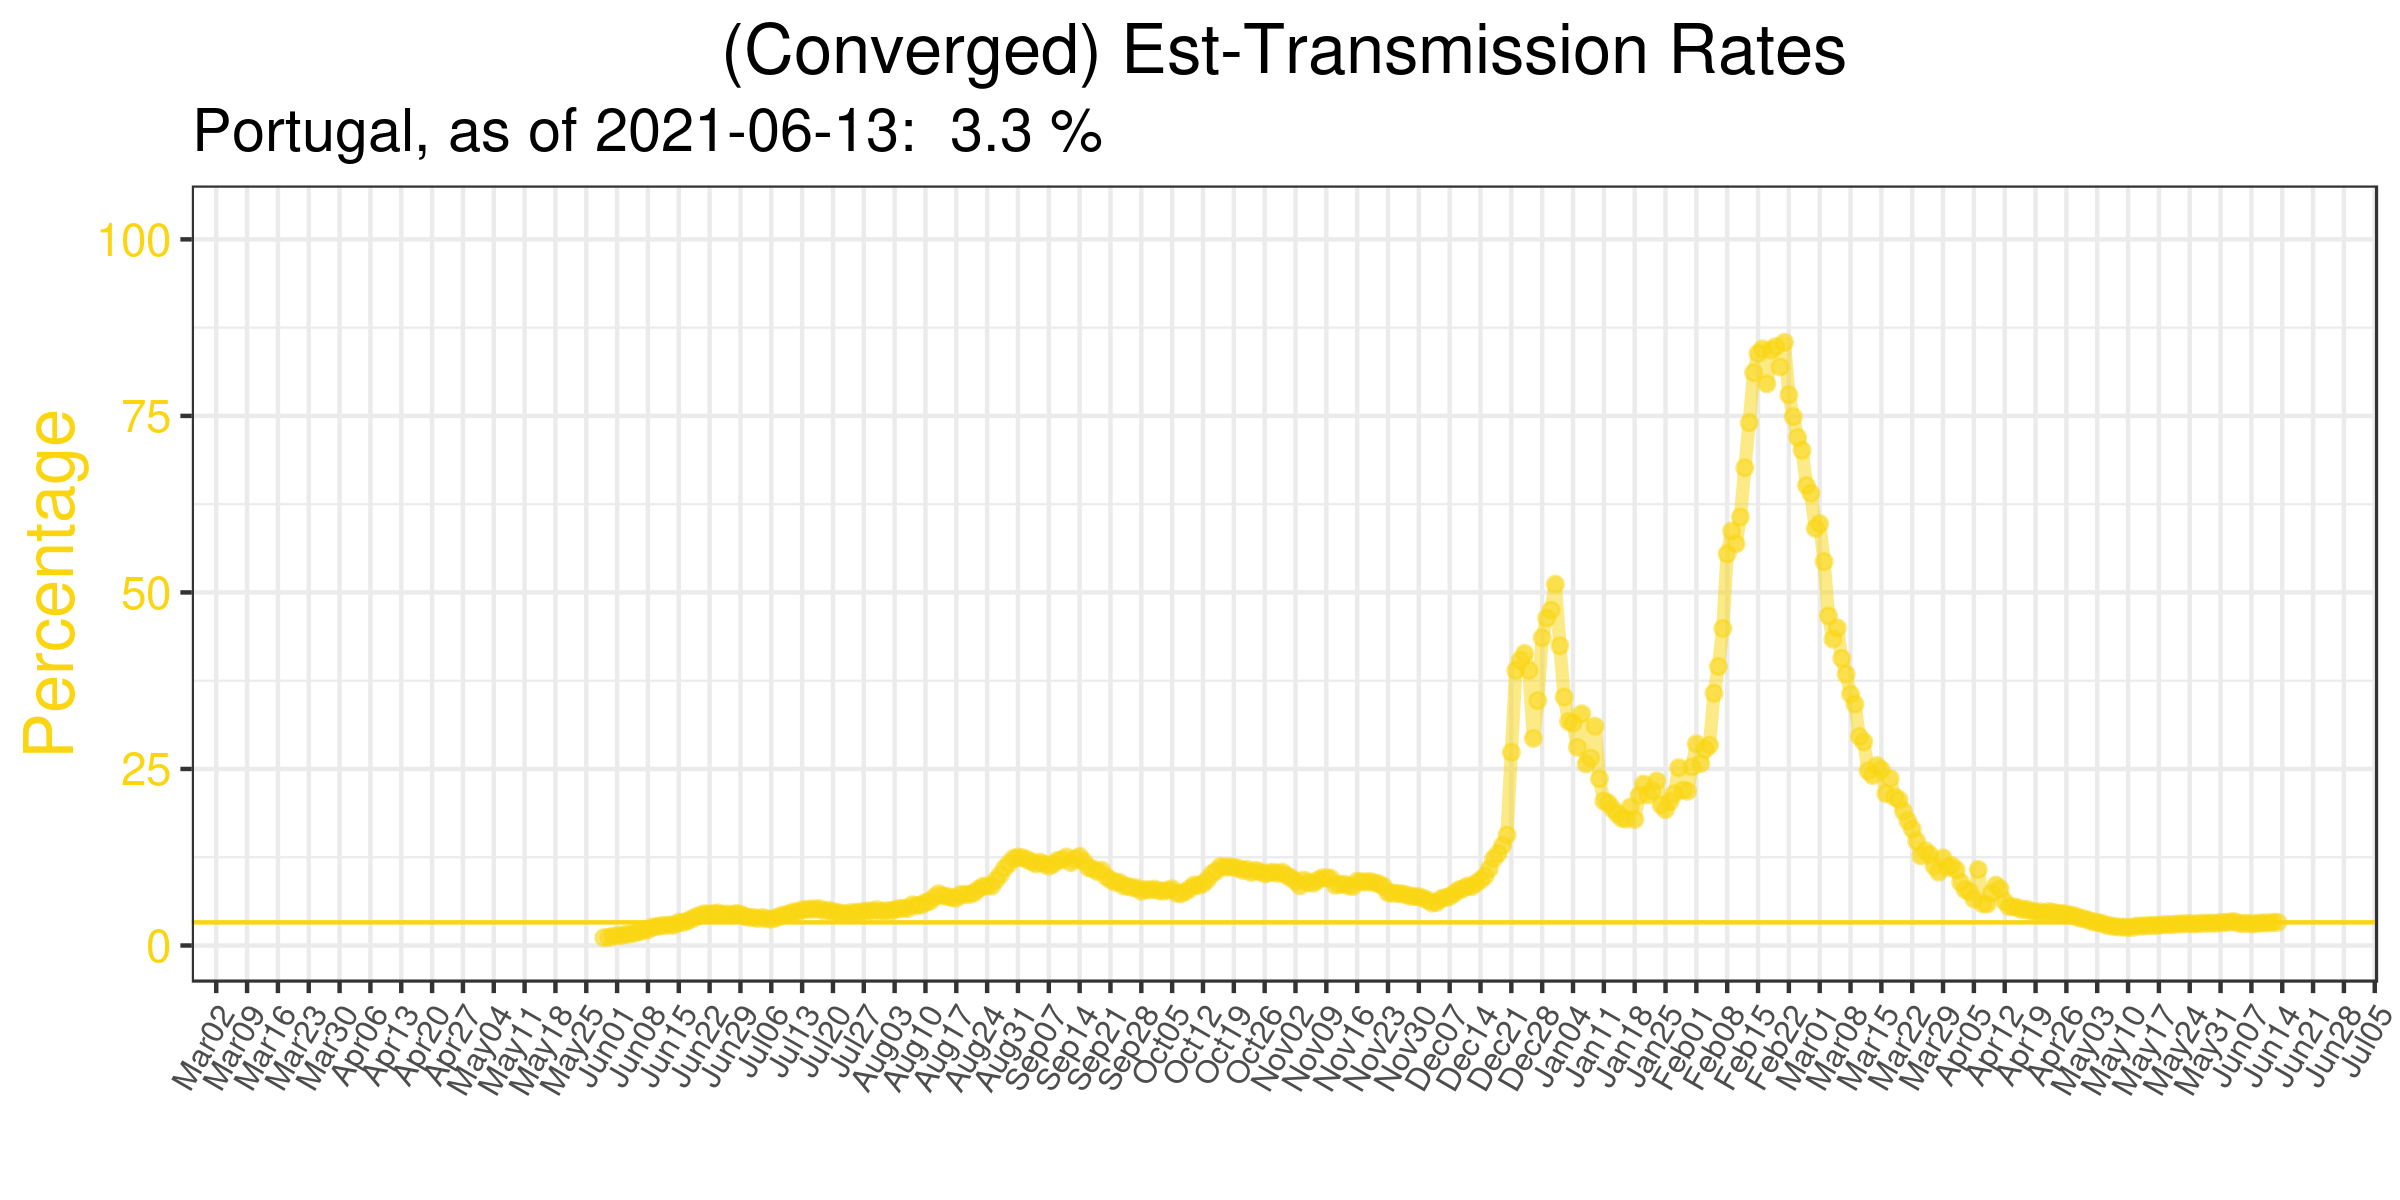 (Converged) Est-Transmission Rates
Portugal, as of 2021-06-13:  3.3 %
Percentage
100
75
50
25
0
Mar02
Mar09
Mar16
Mar23
Mar30
Apr06
Apr13
Apr20
Apr27
May04
May11
May18
May25
Jun01
Jun08
Jun15
Jun22
Jun29
Jul06
Jul13
Jul20
Jul27
Aug03
Aug10
Aug17
Aug24
Aug31
Sep07
Sep14
Sep21
Sep28
Oct05
Oct12
Oct19
Oct26
Nov02
Nov09
Nov16
Nov23
Nov30
Dec07
Dec14
Dec21
Dec28
Jan04
Jan11
Jan18
Jan25
Feb01
Feb08
Feb15
Feb22
Mar01
Mar08
Mar15
Mar22
Mar29
Apr05
Apr12
Apr19
Apr26
May03
May10
May17
May24
May31
Jun07
Jun14
Jun21
Jun28
Jul05